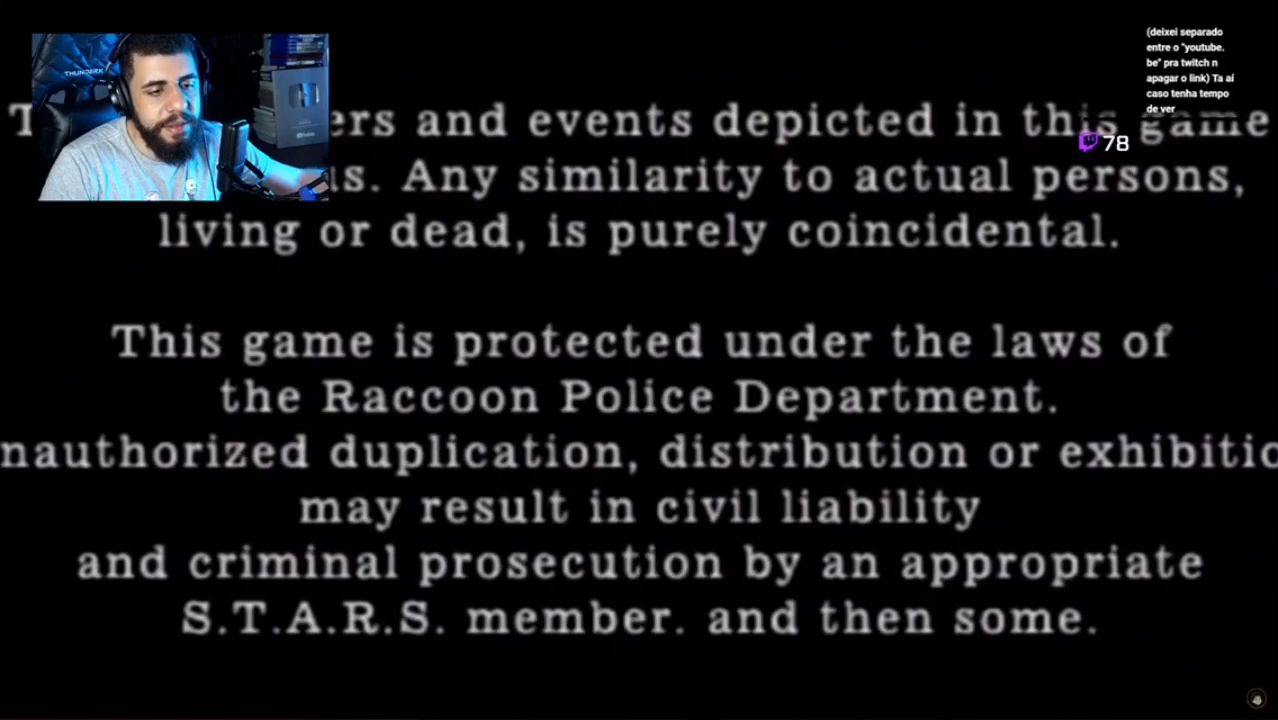 (deixei separado
entre o "youtube.
be" pra twitch n
apagar o link) Ta aí
caso tenha tempo
de ver
78
THUNDERX
ers and events depicted in this game
us. Any similarity to actual persons,
living or dead, is purely coincidental.
This game is protected under the laws of
the Raccoon Police Department.
nauthorized duplication, distribution or exhibitio
may result in civil liability
and criminal prosecution by an appropriate
S.T.A.R.S. member. and then some.